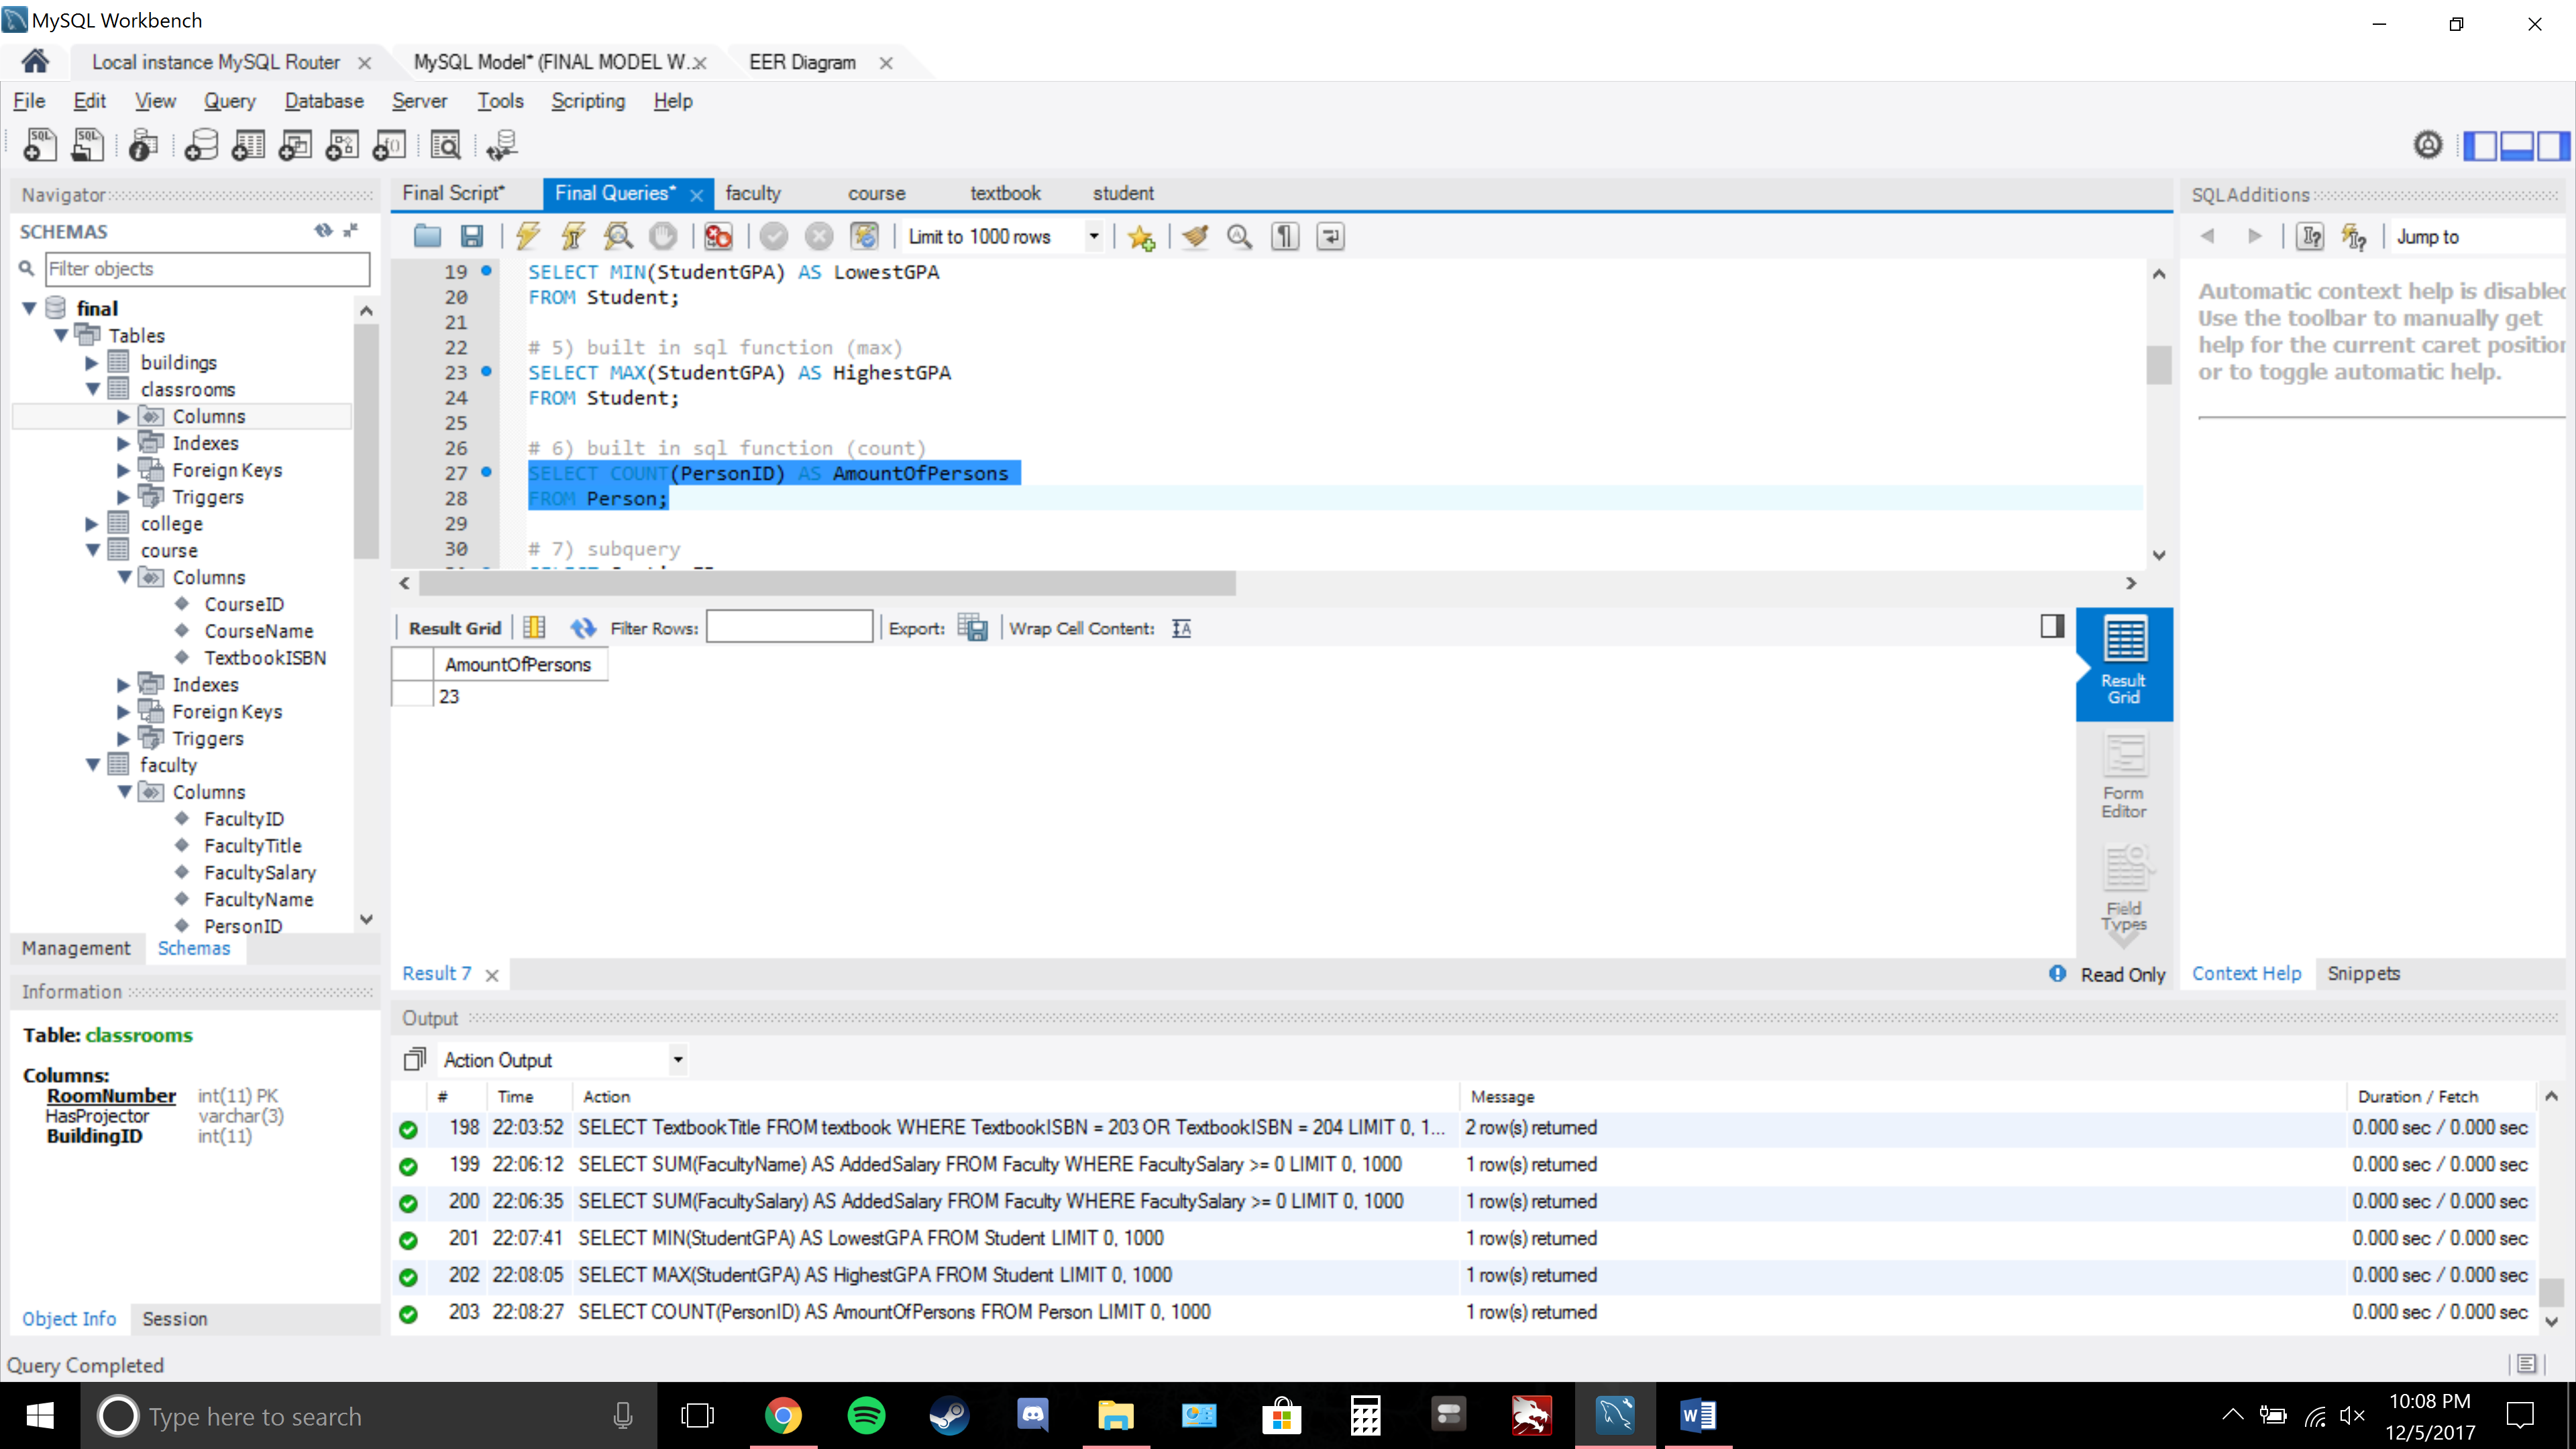 MySQL Workbench
Local instance MySQL Router
MySQL Model* (FINAL MODEL W...
EER Diagram
File Edit View Query Database Server Tools Scripting Help
Navigator
SCHEMAS
Filter objects
final
Tables
buildings
classrooms
Columns
Indexes
Foreign Keys
Triggers
college
course
Columns
CourseID
CourseName
TextbookISBN
Indexes
Foreign Keys
Triggers
faculty
Columns
FacultyID
FacultyTitle
FacultySalary
FacultyName
PersonID
Management Schemas
Information
Table: classrooms
Columns:
RoomNumber int(11) PK
HasProjector varchar(3)
BuildingID int(11)
Object Info Session
Query Completed
Final Script* Final Queries* faculty course textbook student
Limit to 1000 rows
19 SELECT MIN(StudentGPA) AS LowestGPA
20 FROM Student;
21
22 # 5) built in sql function (max)
23 SELECT MAX(StudentGPA) AS HighestGPA
24 FROM Student;
25
26 # 6) built in sql function (count)
27 SELECT COUNT(PersonID) AS AmountOfPersons
28 FROM Person;
29
30 # 7) subquery
Result Grid Filter Rows: Export: Wrap Cell Content:
AmountOfPersons
23
Result Grid
Form Editor
Field Types
Result 7
Read Only
SQLAdditions
Jump to
Automatic context help is disabled
Use the toolbar to manually get
help for the current caret position
or to toggle automatic help.
Context Help Snippets
Output
Action Output
# Time Action Message Duration / Fetch
198 22:03:52 SELECT TextbookTitle FROM textbook WHERE TextbookISBN = 203 OR TextbookISBN = 204 LIMIT 0, 1... 2 row(s) returned 0.000 sec / 0.000 sec
199 22:06:12 SELECT SUM(FacultyName) AS AddedSalary FROM Faculty WHERE FacultySalary >= 0 LIMIT 0, 1000 1 row(s) returned 0.000 sec / 0.000 sec
200 22:06:35 SELECT SUM(FacultySalary) AS AddedSalary FROM Faculty WHERE FacultySalary >= 0 LIMIT 0, 1000 1 row(s) returned 0.000 sec / 0.000 sec
201 22:07:41 SELECT MIN(StudentGPA) AS LowestGPA FROM Student LIMIT 0, 1000 1 row(s) returned 0.000 sec / 0.000 sec
202 22:08:05 SELECT MAX(StudentGPA) AS HighestGPA FROM Student LIMIT 0, 1000 1 row(s) returned 0.000 sec / 0.000 sec
203 22:08:27 SELECT COUNT(PersonID) AS AmountOfPersons FROM Person LIMIT 0, 1000 1 row(s) returned 0.000 sec / 0.000 sec
Type here to search
10:08 PM
12/5/2017